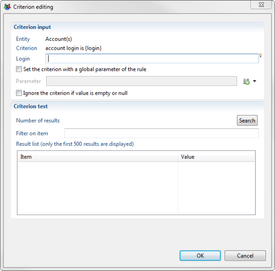 Criterion editing
Criterion input
Entity Account(s)
Criterion account login is {login}
Login
Set the criterion with a global parameter of the rule
Parameter
Ignore the criterion if value is empty or null
Criterion test
Number of results Search
Filter on item
Result list (only the first 500 results are displayed)
Item Value
OK Cancel